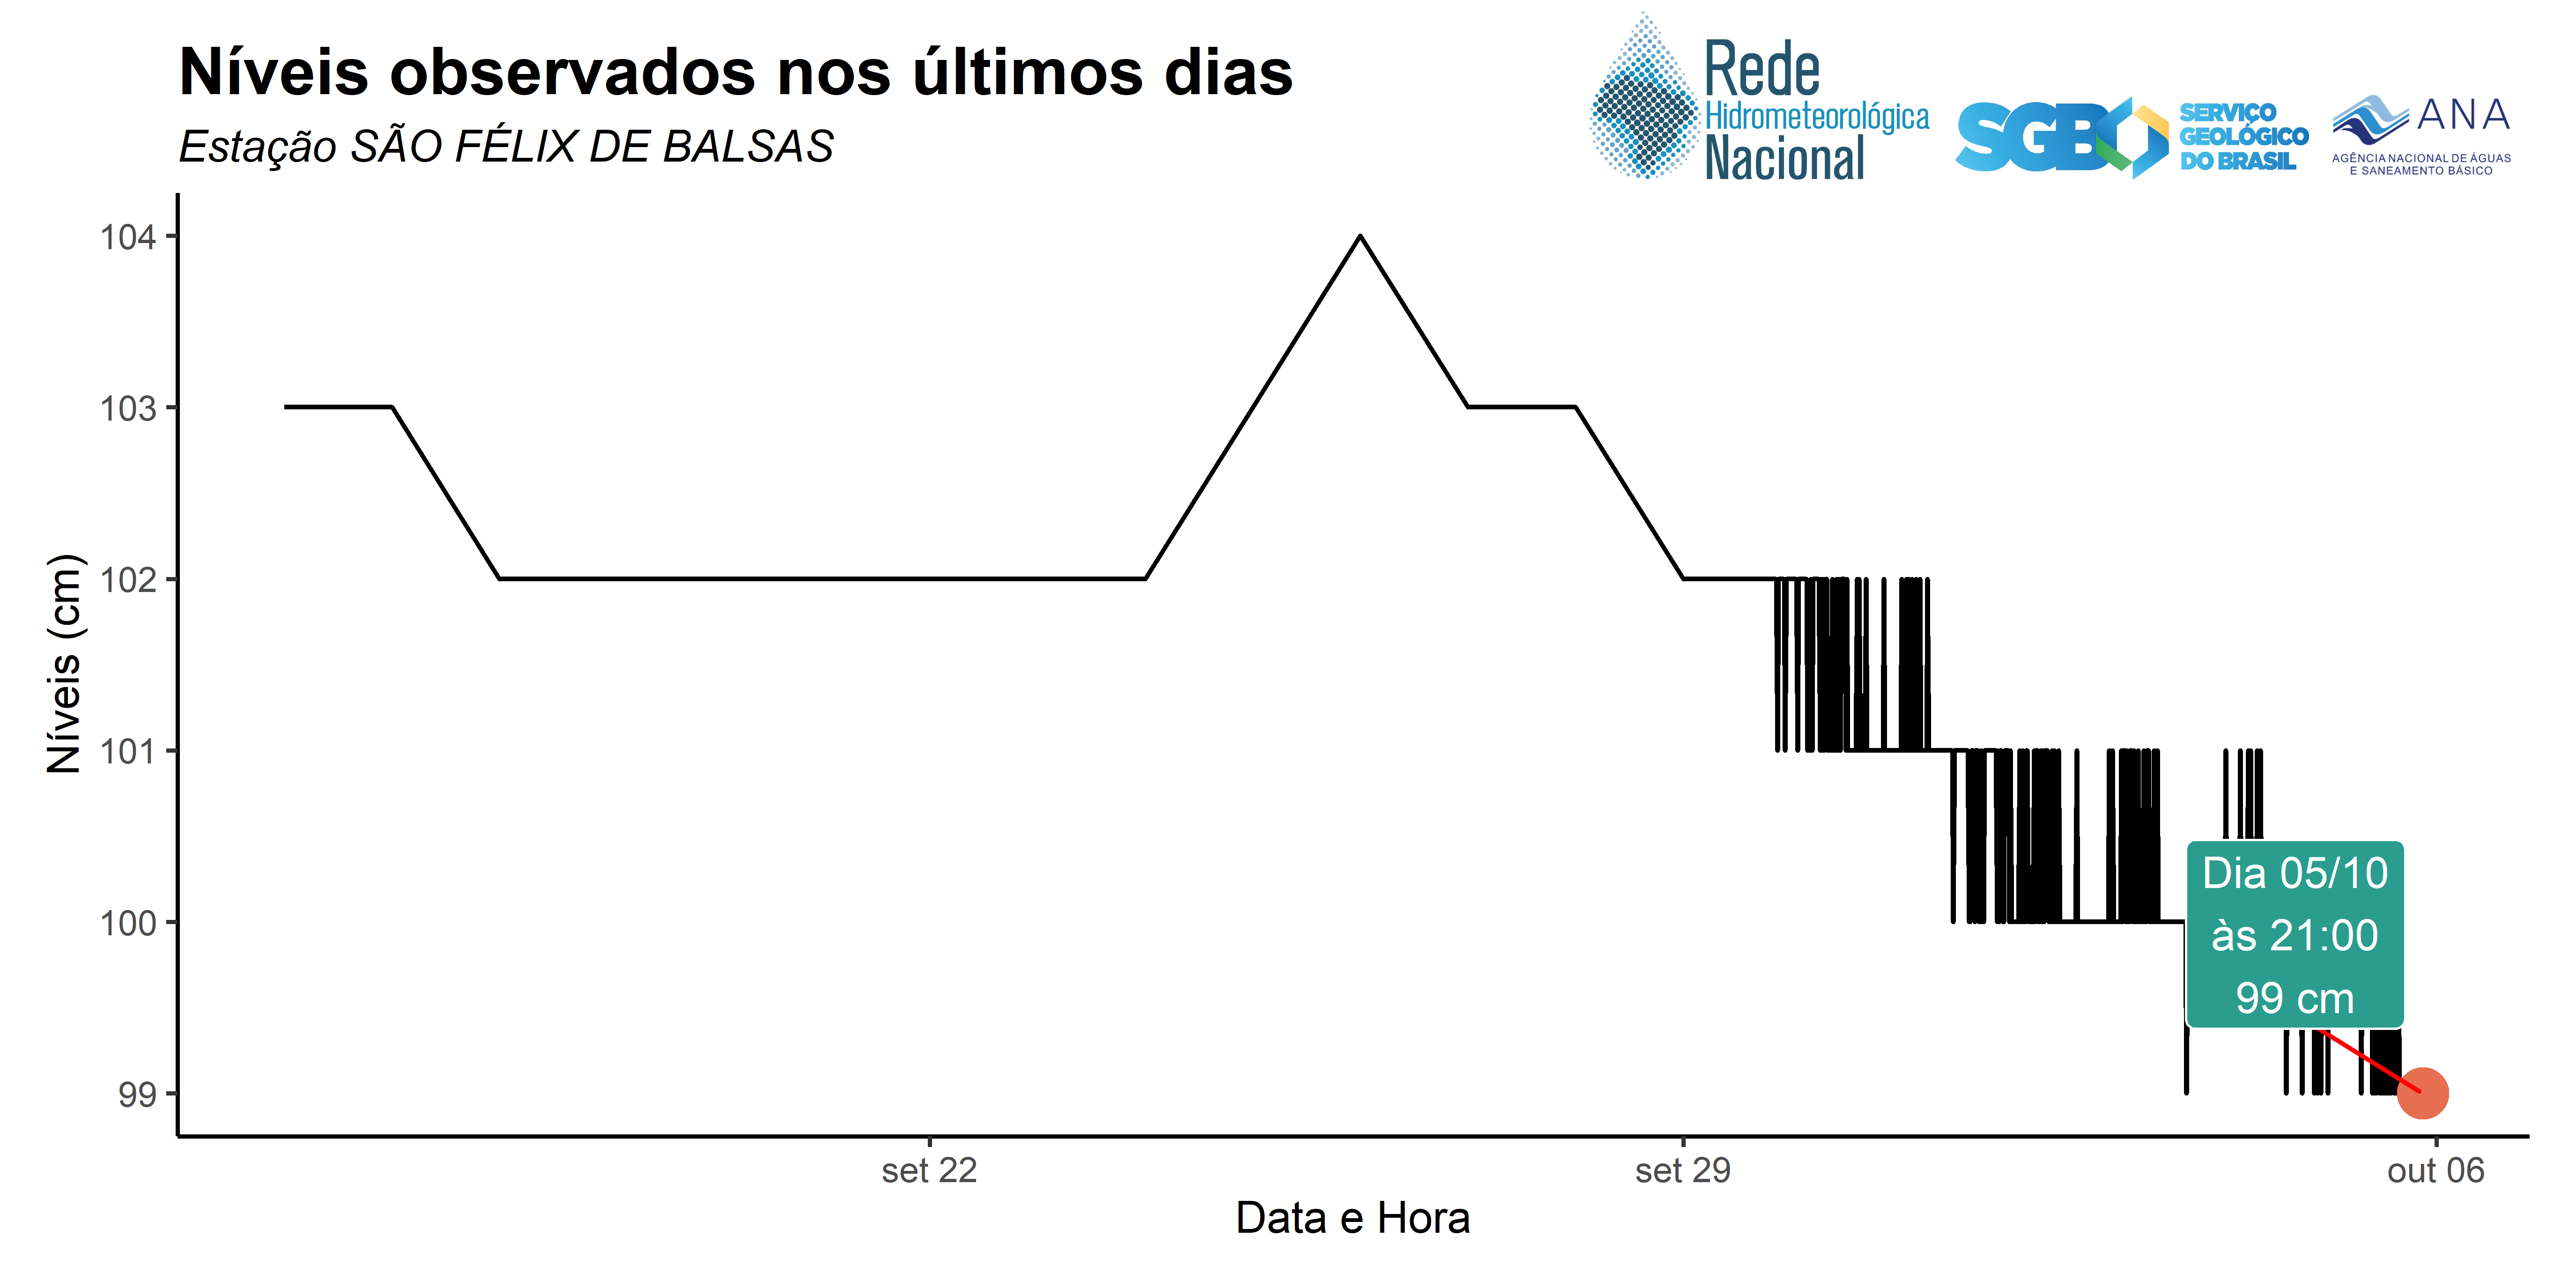 Níveis observados nos últimos dias
Estação SÃO FÉLIX DE BALSAS
Rede
Hidrometeorológica
Nacional
SGB
SERVIÇO
GEOLÓGICO
DO BRASIL
ANA
AGÊNCIA NACIONAL DE ÁGUAS
E SANEAMENTO BÁSICO
Níveis (cm)
104
103
102
101
100
99
Dia 05/10
às 21:00
99 cm
set 22
set 29
out 06
Data e Hora